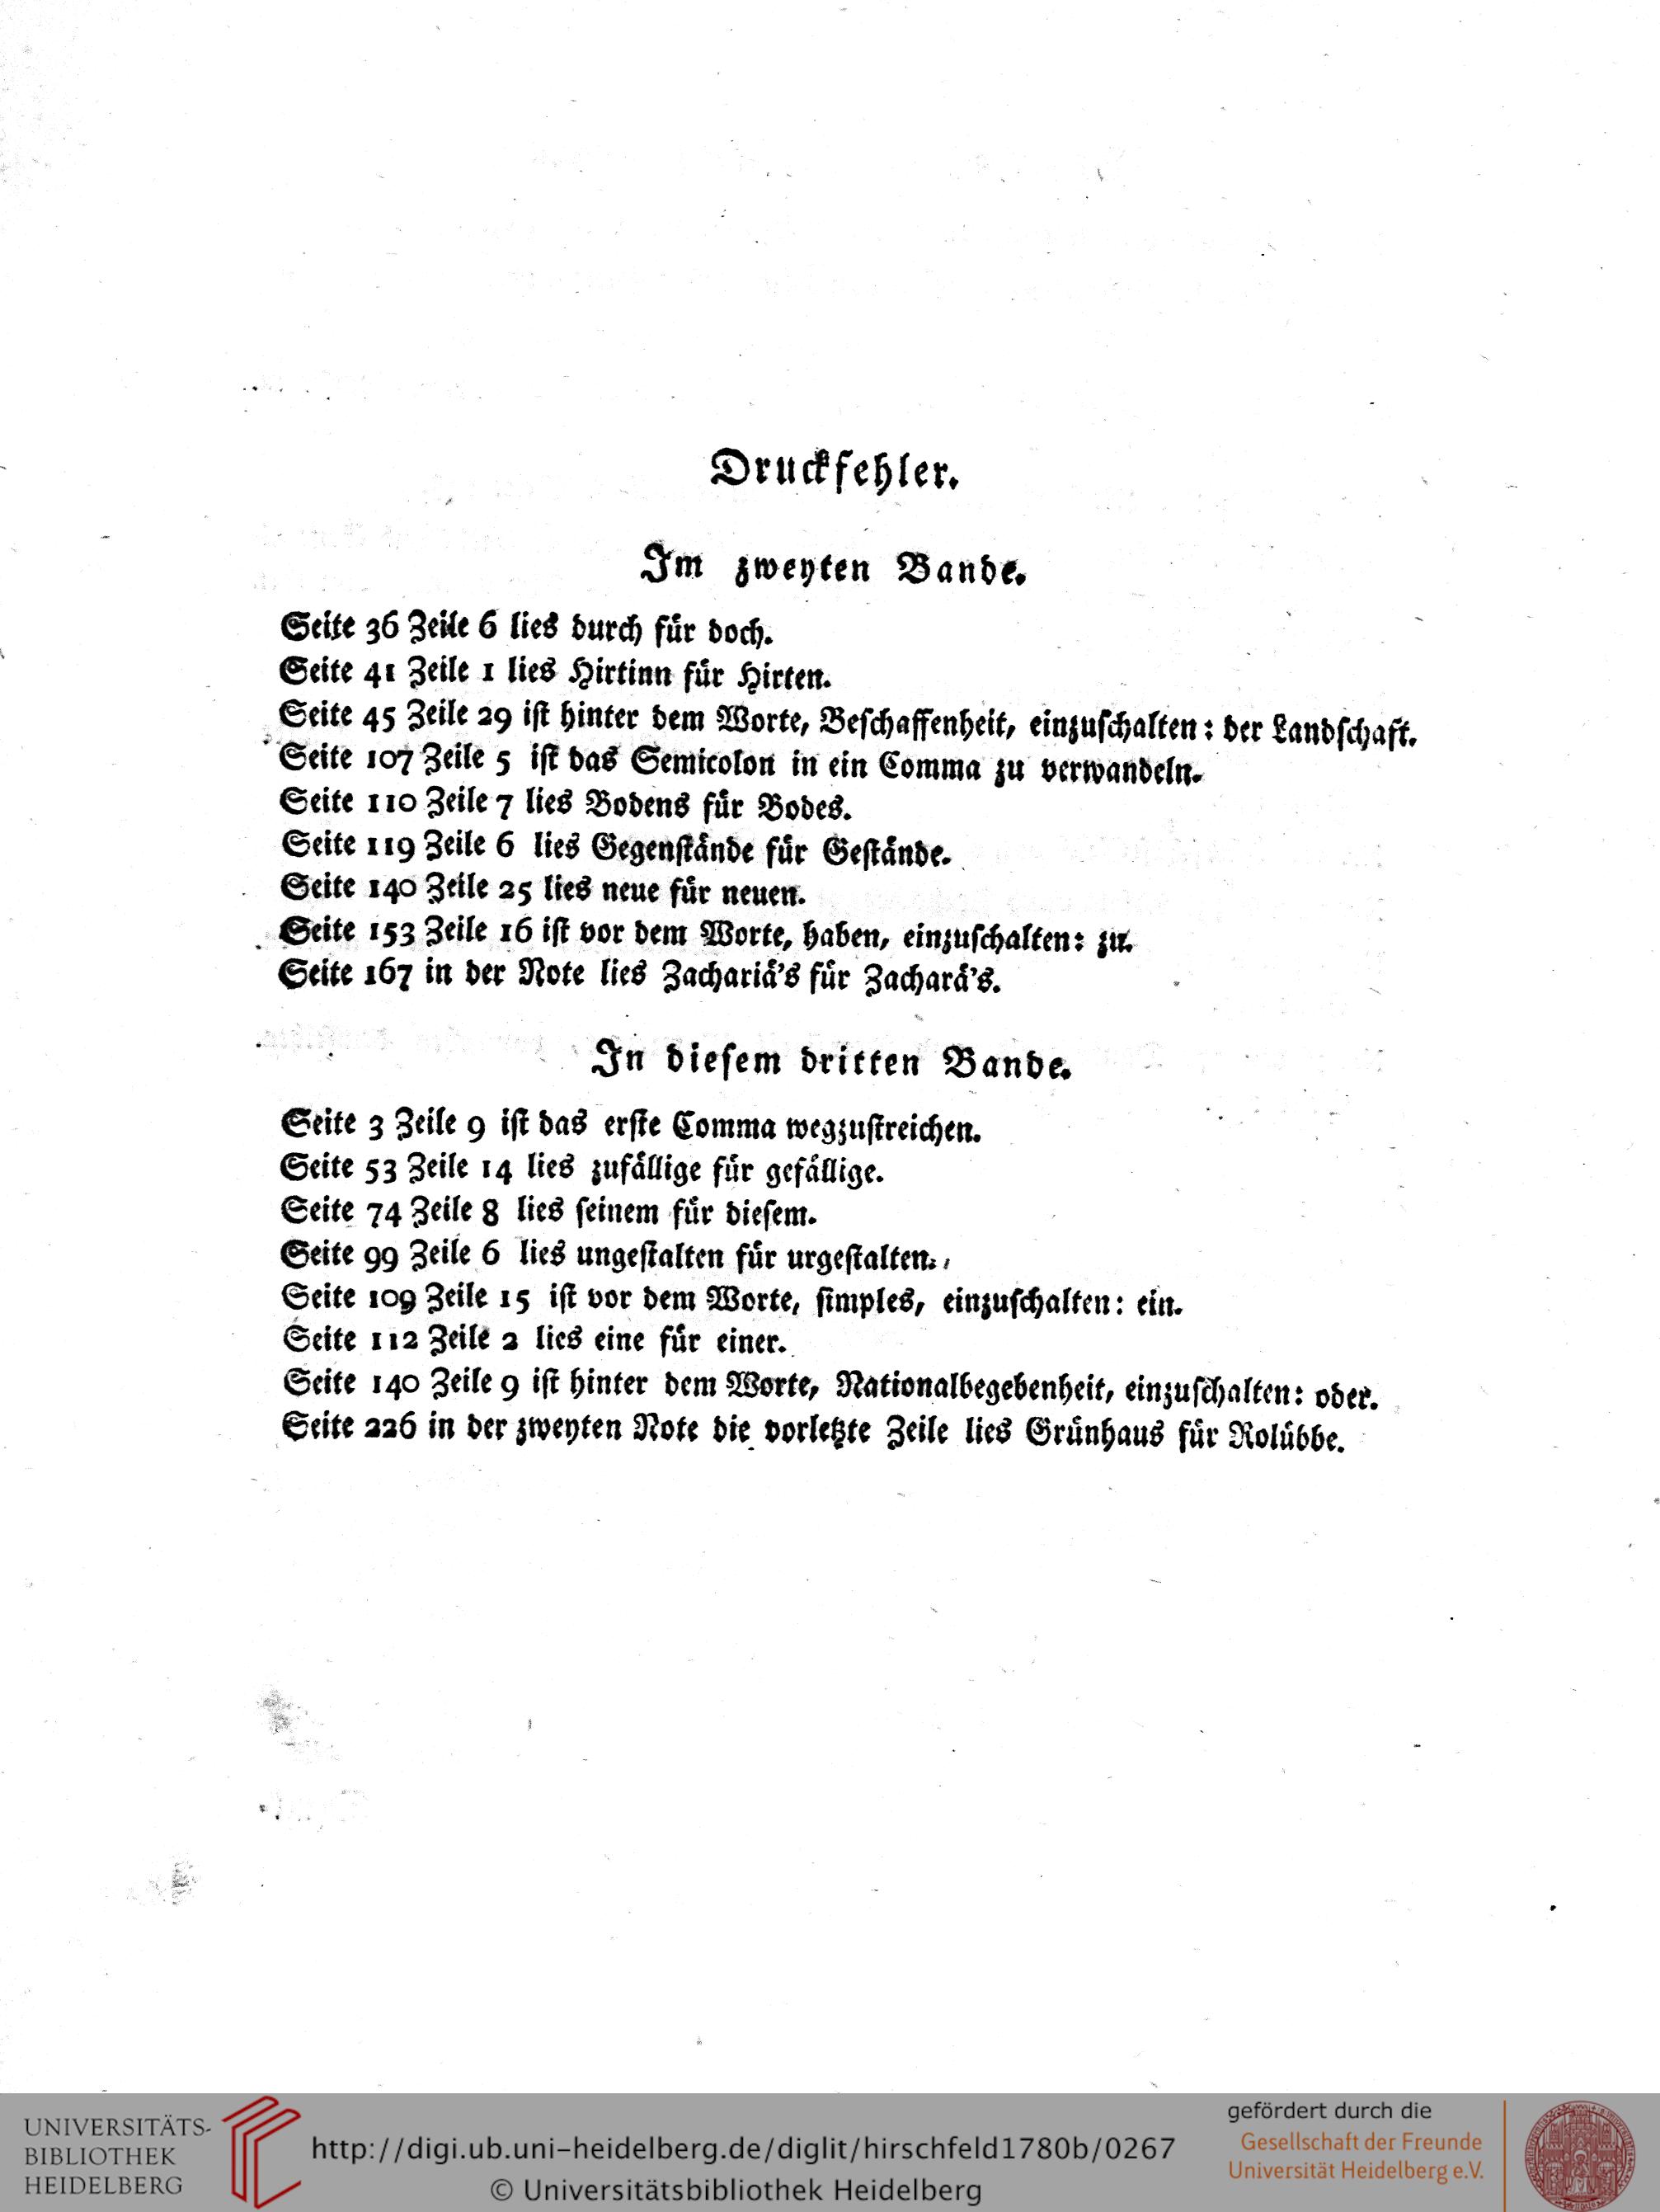 Druckfehler.
Im zweyten Bande.
Seite 36 Zeile 6 lies durch für doch.
Seite 41 Zeile 1 lies Hirtinn für Hirten.
Seite 45 Zeile 29 ist hinter dem Worte, Beschaffenheit, einzuschalten: der Landschaft.
Seite 107 Zeile 5 ist das Semicolon in ein Comma zu verwandeln.
Seite 110 Zeile 7 lies Bodens für Bodes.
Seite 119 Zeile 6 lies Gegenstände für Gestände.
Seite 140 Zeile 25 lies neue für neuen.
Seite 153 Zeile 16 ist vor dem Worte, haben, einzuschalten: zu.
Seite 167 in der Note lies Zachariä's für Zacharä's.
In diesem dritten Bande.
Seite 3 Zeile 9 ist das erste Comma wegzustreichen.
Seite 53 Zeile 14 lies zufällige für gefällige.
Seite 74 Zeile 8 lies seinem für diesem.
Seite 99 Zeile 6 lies ungestalten für urgestalten.
Seite 109 Zeile 15 ist vor dem Worte, simples, einzuschalten: ein.
Seite 112 Zeile 2 lies eine für einer.
Seite 140 Zeile 9 ist hinter dem Worte, Nationalbegebenheit, einzuschalten: oder.
Seite 226 in der zweyten Note die vorletzte Zeile lies Grünhaus für Rolübbe.
UNIVERSITÄTS-
BIBLIOTHEK
HEIDELBERG
http://digi.ub.uni-heidelberg.de/diglit/hirschfeld1780b/0267
© Universitätsbibliothek Heidelberg
gefördert durch die
Gesellschaft der Freunde
Universität Heidelberg e.V.